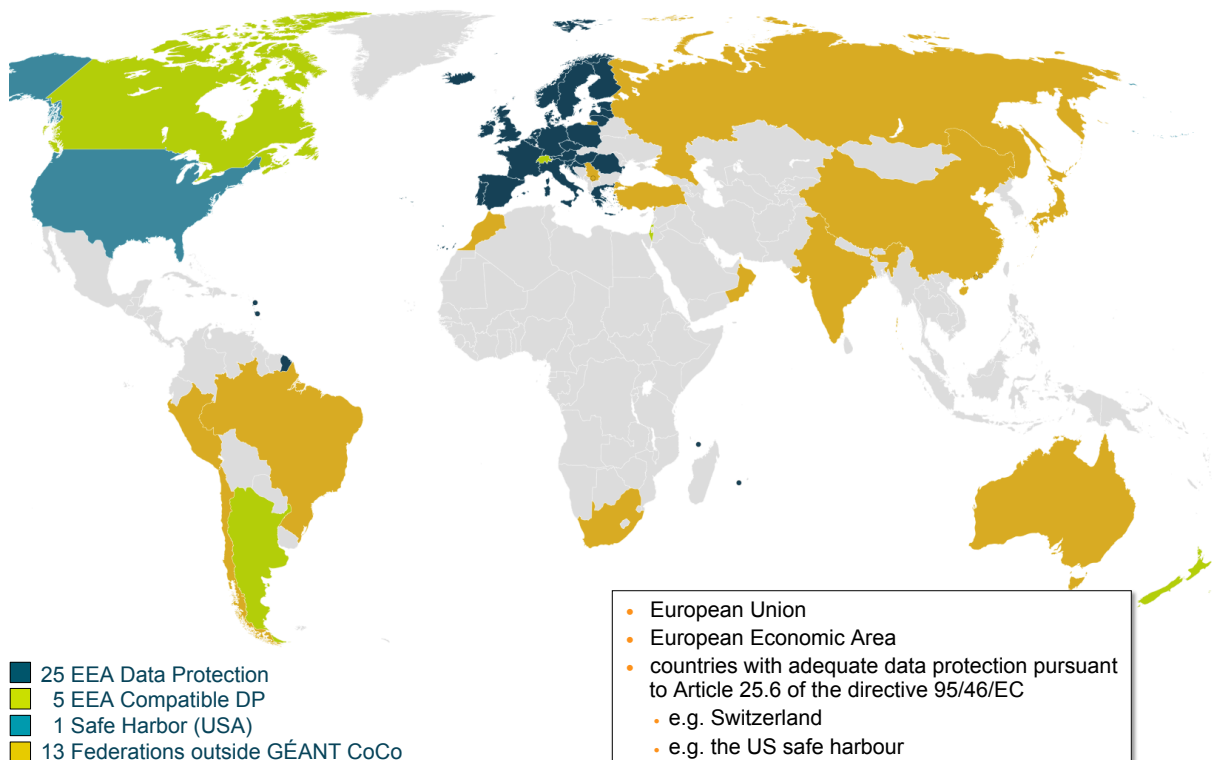 25 EEA Data Protection
5 EEA Compatible DP
1 Safe Harbor (USA)
13 Federations outside GÉANT CoCo
• European Union
• European Economic Area
• countries with adequate data protection pursuant
to Article 25.6 of the directive 95/46/EC
• e.g. Switzerland
• e.g. the US safe harbour